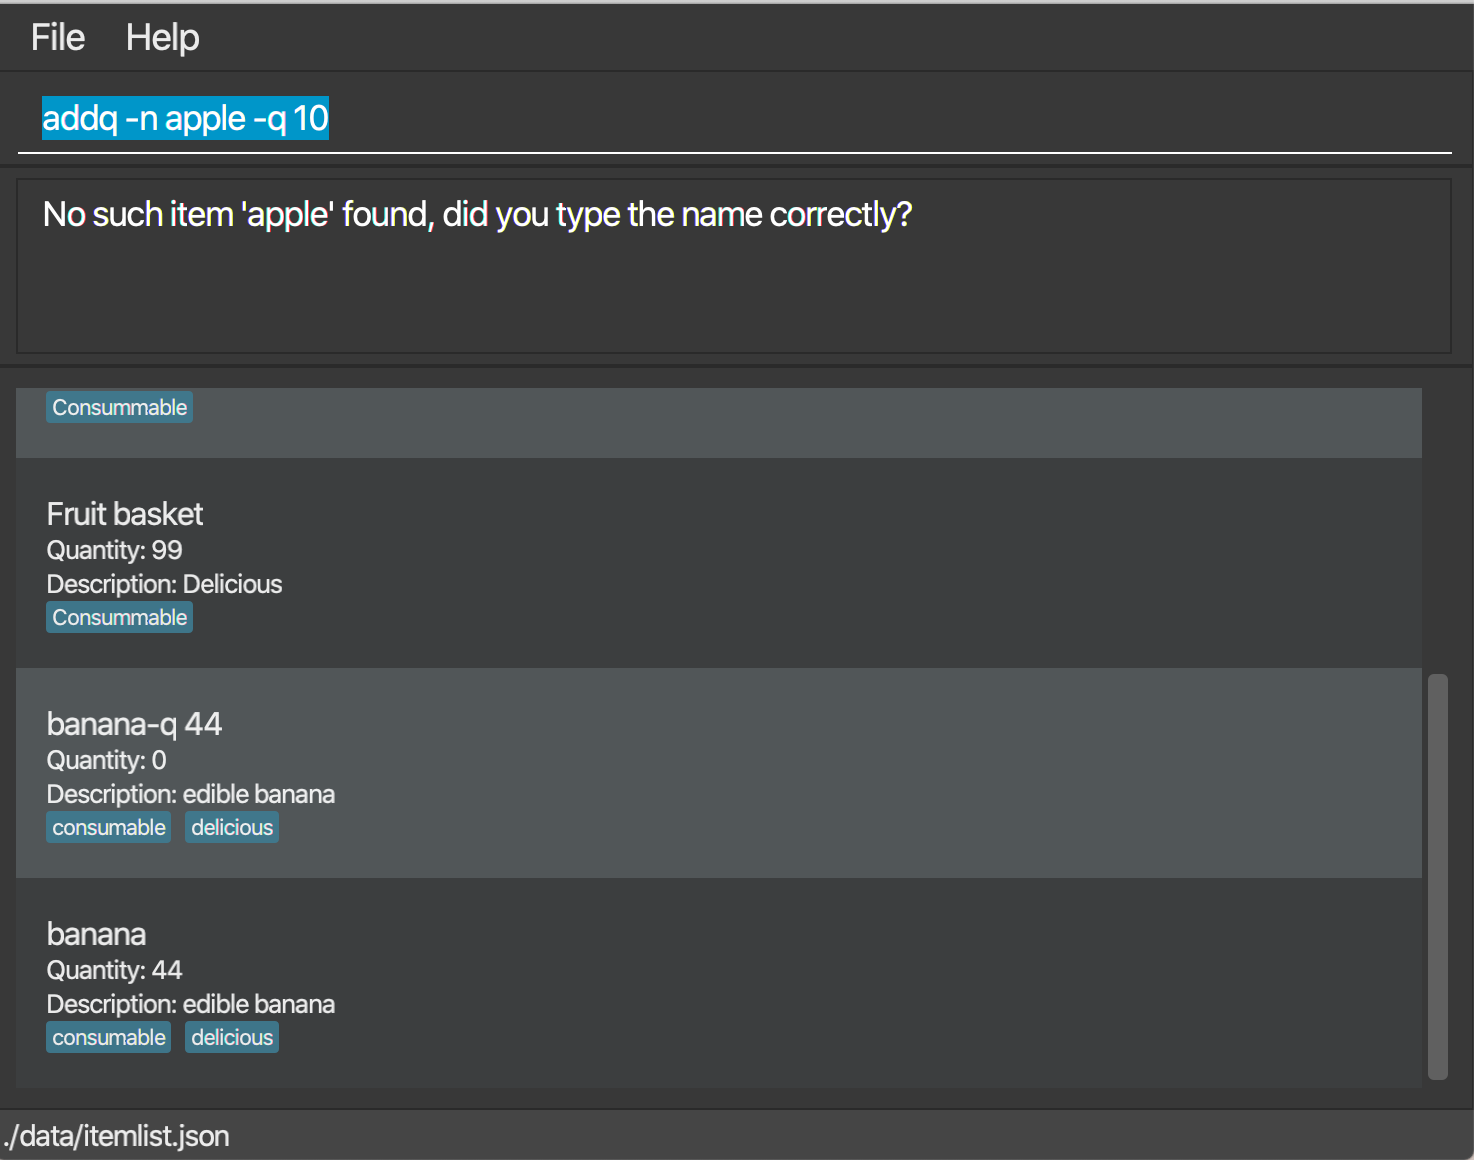 File Help
addq -n apple -q 10
No such item 'apple' found, did you type the name correctly?
Consummable
Fruit basket
Quantity: 99
Description: Delicious
Consummable
banana-q 44
Quantity: 0
Description: edible banana
consumable delicious
banana
Quantity: 44
Description: edible banana
consumable delicious
./data/itemlist.json